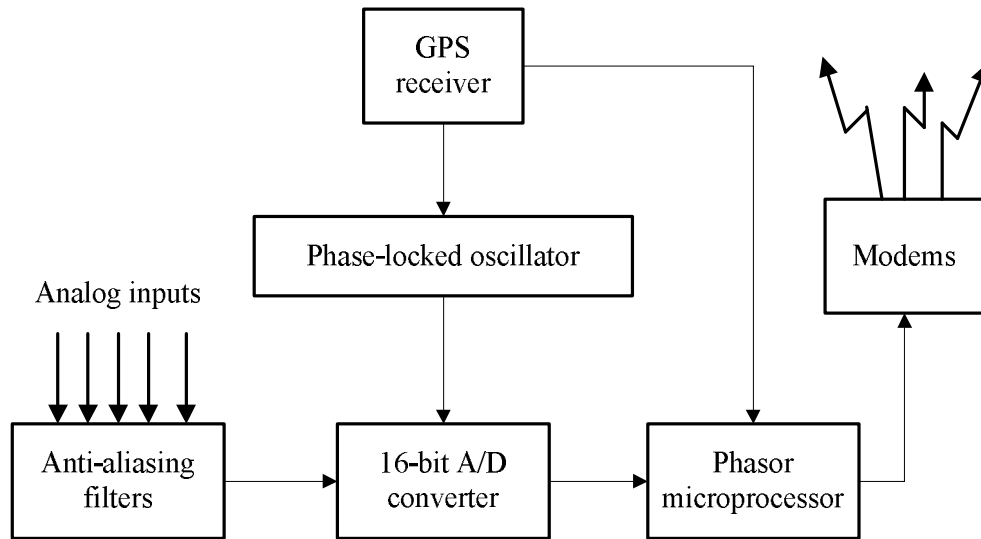 GPS
receiver
Phase-locked oscillator
Modems
Analog inputs
Anti-aliasing
filters
16-bit A/D
converter
Phasor
microprocessor